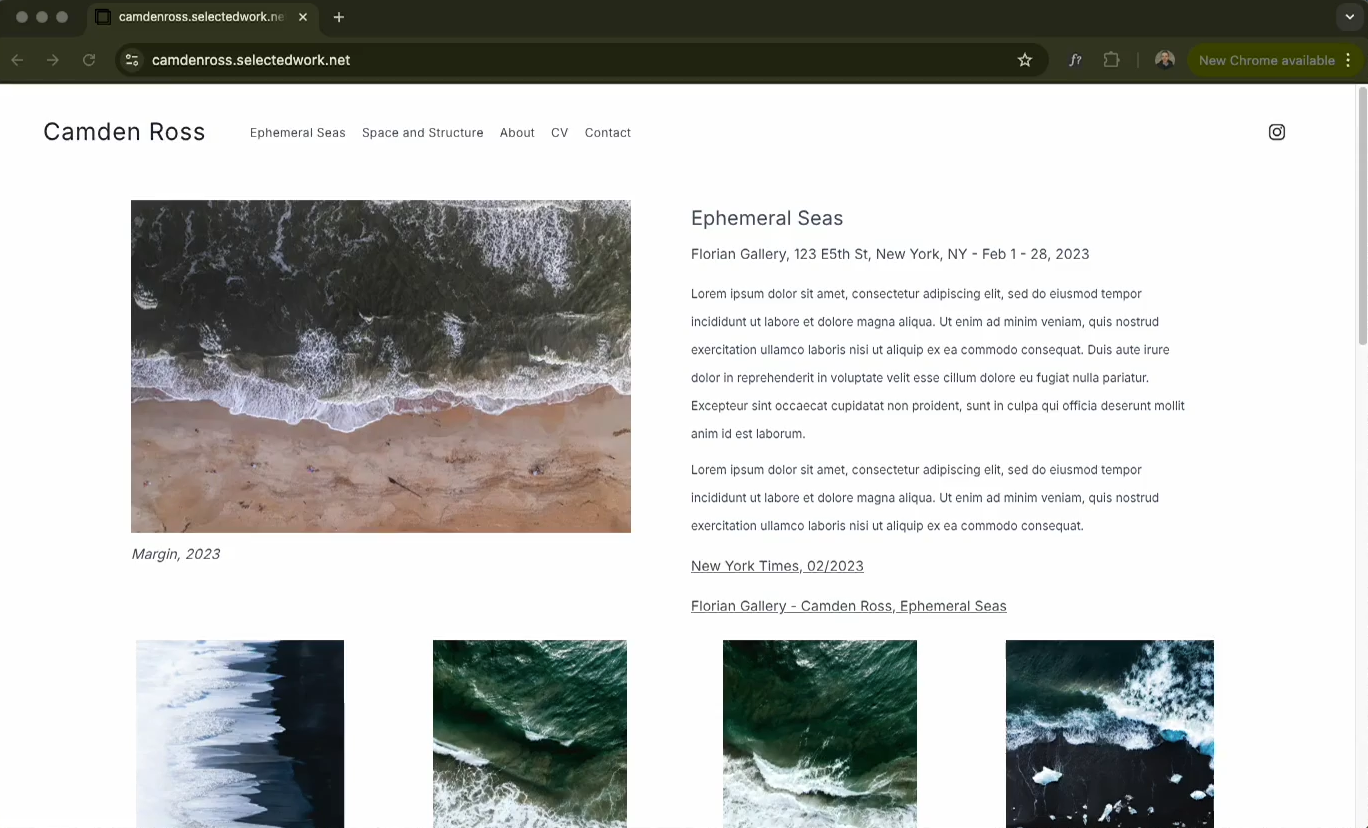 camdenross.selectedwork.ne
camdenross.selectedwork.net
New Chrome available
Camden Ross
Ephemeral Seas
Space and Structure
About
CV
Contact
Ephemeral Seas
Florian Gallery, 123 E5th St, New York, NY - Feb 1 - 28, 2023
Lorem ipsum dolor sit amet, consectetur adipiscing elit, sed do eiusmod tempor
incididunt ut labore et dolore magna aliqua. Ut enim ad minim veniam, quis nostrud
exercitation ullamco laboris nisi ut aliquip ex ea commodo consequat. Duis aute irure
dolor in reprehenderit in voluptate velit esse cillum dolore eu fugiat nulla pariatur.
Excepteur sint occaecat cupidatat non proident, sunt in culpa qui officia deserunt mollit
anim id est laborum.
Lorem ipsum dolor sit amet, consectetur adipiscing elit, sed do eiusmod tempor
incididunt ut labore et dolore magna aliqua. Ut enim ad minim veniam, quis nostrud
exercitation ullamco laboris nisi ut aliquip ex ea commodo consequat.
Margin, 2023
New York Times, 02/2023
Florian Gallery - Camden Ross, Ephemeral Seas